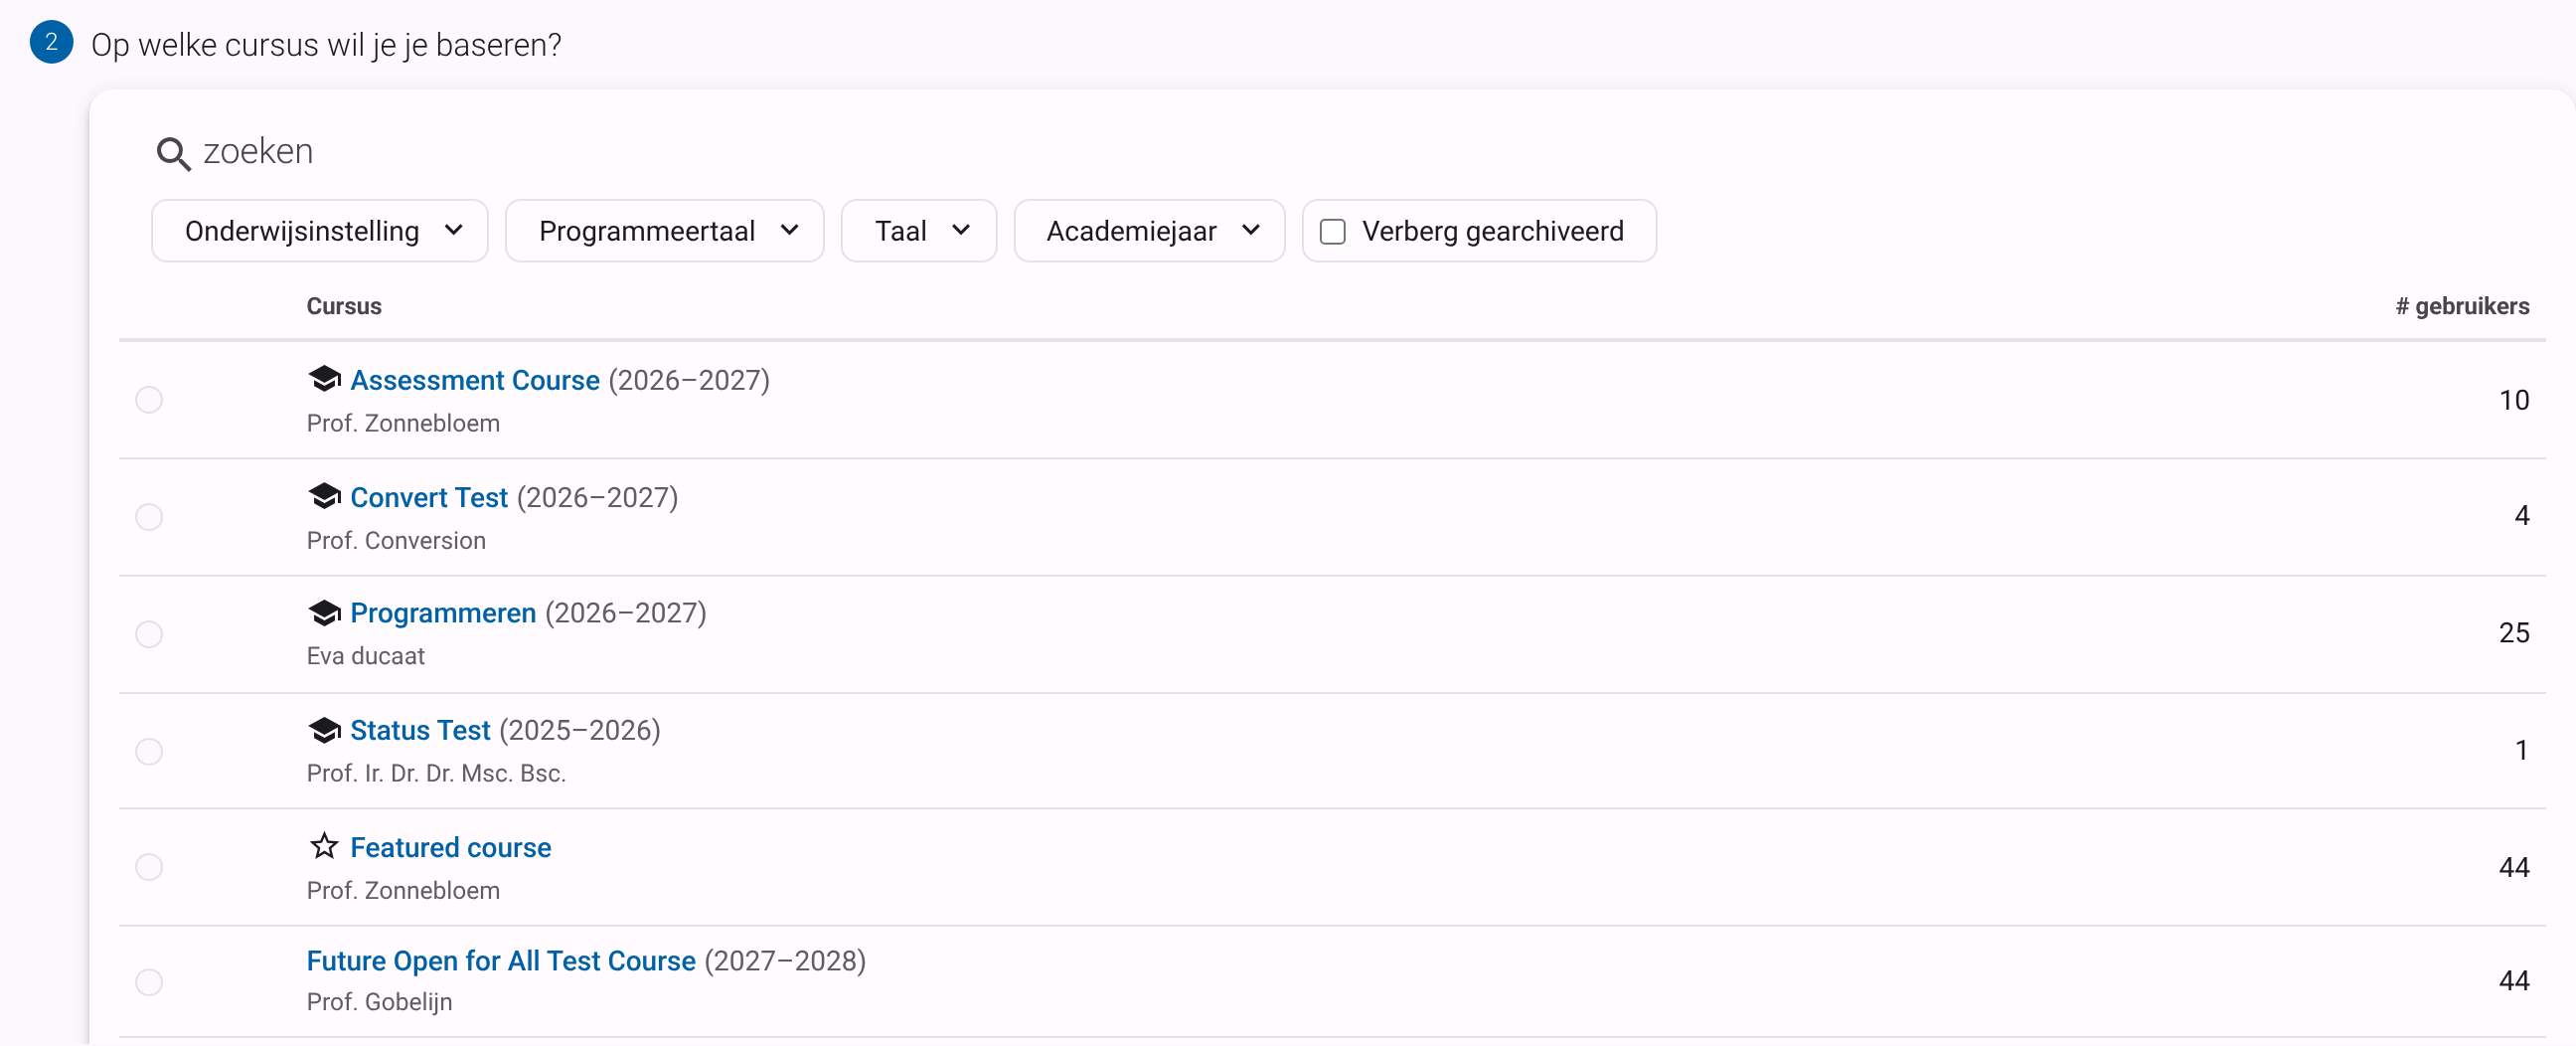 2 Op welke cursus wil je je baseren?
zoeken
Onderwijsinstelling Programmeertaal Taal Academiejaar Verberg gearchiveerd
Cursus # gebruikers
Assessment Course (2026–2027)
Prof. Zonnebloem
10
Convert Test (2026–2027)
Prof. Conversion
4
Programmeren (2026–2027)
Eva ducaat
25
Status Test (2025–2026)
Prof. Ir. Dr. Dr. Msc. Bsc.
1
Featured course
Prof. Zonnebloem
44
Future Open for All Test Course (2027–2028)
Prof. Gobelijn
44